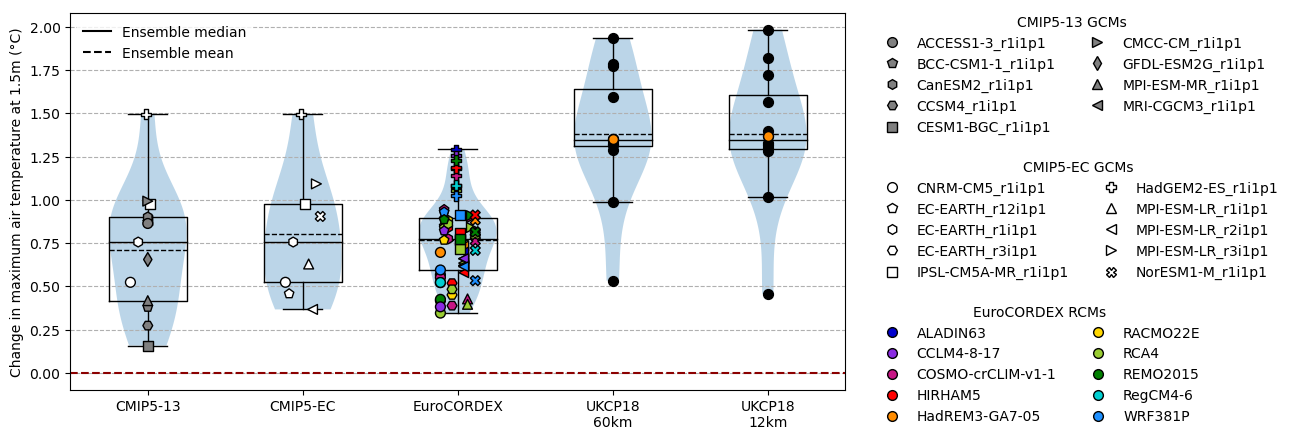 Change in maximum air temperature at 1.5m (°C)
2.00
1.75
1.50
1.25
1.00
0.75
0.50
0.25
0.00
Ensemble median
Ensemble mean
CMIP5-13
CMIP5-EC
EuroCORDEX
UKCP18
60km
UKCP18
12km
CMIP5-13 GCMs
ACCESS1-3_r1i1p1
BCC-CSM1-1_r1i1p1
CanESM2_r1i1p1
CCSM4_r1i1p1
CESM1-BGC_r1i1p1
CMCC-CM_r1i1p1
GFDL-ESM2G_r1i1p1
MPI-ESM-MR_r1i1p1
MRI-CGCM3_r1i1p1
CMIP5-EC GCMs
CNRM-CM5_r1i1p1
EC-EARTH_r12i1p1
EC-EARTH_r1i1p1
EC-EARTH_r3i1p1
IPSL-CM5A-MR_r1i1p1
HadGEM2-ES_r1i1p1
MPI-ESM-LR_r1i1p1
MPI-ESM-LR_r2i1p1
MPI-ESM-LR_r3i1p1
NorESM1-M_r1i1p1
EuroCORDEX RCMs
ALADIN63
CCLM4-8-17
COSMO-crCLIM-v1-1
HIRHAM5
HadREM3-GA7-05
RACMO22E
RCA4
REMO2015
RegCM4-6
WRF381P